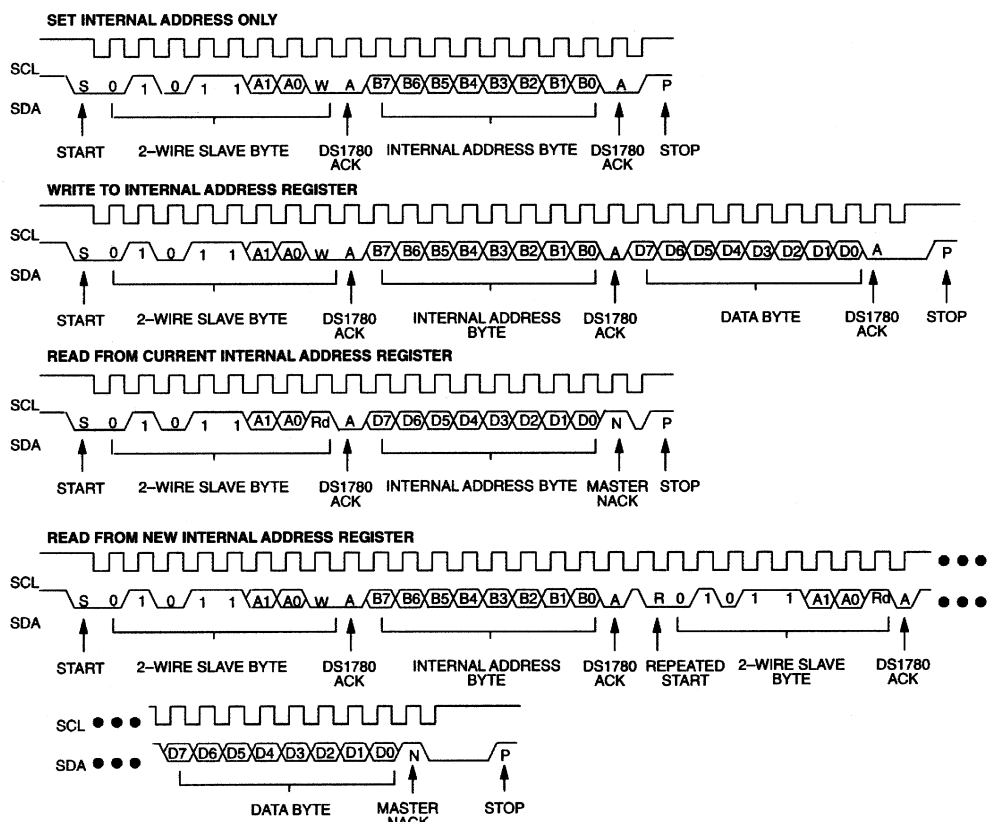 SET INTERNAL ADDRESS ONLY
SCL
S 0 1 0 1 1 A1 A0 W A B7 B6 B5 B4 B3 B2 B1 B0 A P
SDA
START 2–WIRE SLAVE BYTE DS1780 ACK INTERNAL ADDRESS BYTE DS1780 ACK STOP
WRITE TO INTERNAL ADDRESS REGISTER
SCL
S 0 1 0 1 1 A1 A0 W A B7 B6 B5 B4 B3 B2 B1 B0 A D7 D6 D5 D4 D3 D2 D1 D0 A P
SDA
START 2–WIRE SLAVE BYTE DS1780 ACK INTERNAL ADDRESS BYTE DS1780 ACK DATA BYTE DS1780 ACK STOP
READ FROM CURRENT INTERNAL ADDRESS REGISTER
SCL
S 0 1 0 1 1 A1 A0 Rd A D7 D6 D5 D4 D3 D2 D1 D0 N P
SDA
START 2–WIRE SLAVE BYTE DS1780 ACK INTERNAL ADDRESS BYTE MASTER NACK STOP
READ FROM NEW INTERNAL ADDRESS REGISTER
SCL
S 0 1 0 1 1 A1 A0 W A B7 B6 B5 B4 B3 B2 B1 B0 A R 0 1 0 1 1 A1 A0 Rd A
SDA
START 2–WIRE SLAVE BYTE DS1780 ACK INTERNAL ADDRESS BYTE DS1780 ACK REPEATED START 2–WIRE SLAVE BYTE DS1780 ACK
SCL
D7 D6 D5 D4 D3 D2 D1 D0 N P
SDA
DATA BYTE MASTER NACK STOP